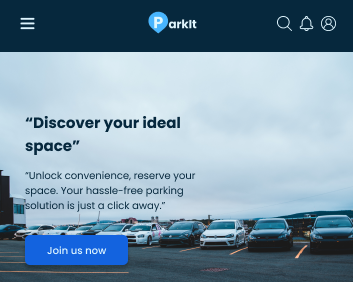 Parkit
“Discover your ideal
space”
“Unlock convenience, reserve your
space. Your hassle-free parking
solution is just a click away.”
Join us now